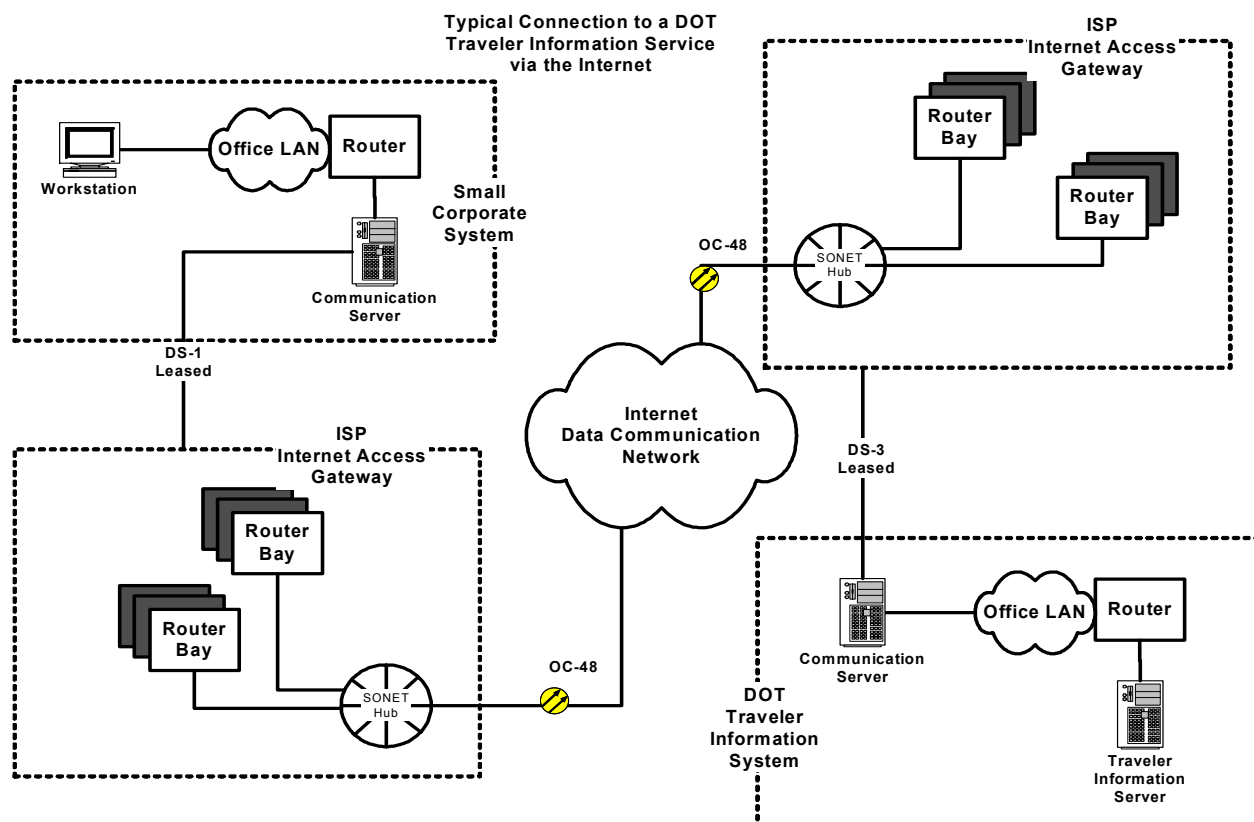 Typical Connection to a DOT
Traveler Information Service
via the Internet
ISP
Internet Access
Gateway
Router
Bay
Router
Bay
SONET
Hub
OC-48
Workstation
Office LAN
Router
Small
Corporate
System
Communication
Server
DS-1
Leased
Internet
Data Communication
Network
DS-3
Leased
ISP
Internet Access
Gateway
Router
Bay
Router
Bay
SONET
Hub
OC-48
Communication
Server
Office LAN
Router
DOT
Traveler
Information
System
Traveler
Information
Server